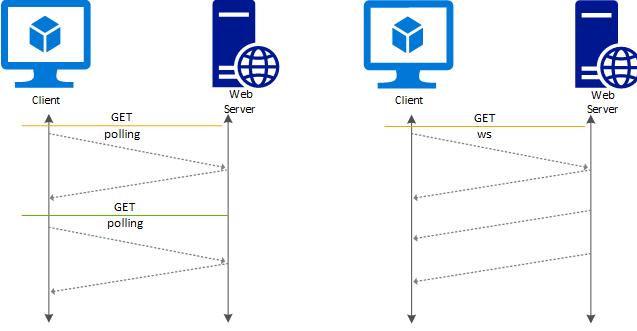 Client
Web
Server
GET
polling
GET
polling
Client
Web
Server
GET
ws